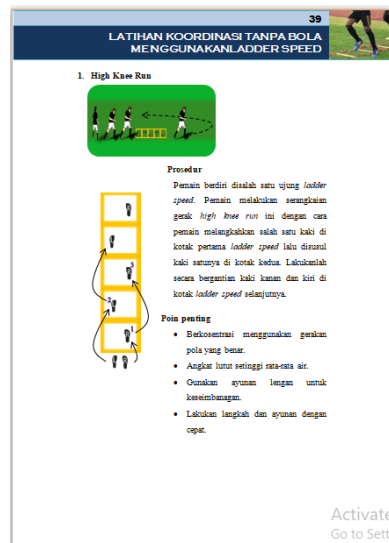 39
LATIHAN KOORDINASI TANPA BOLA
MENGGUNAKANLADDER SPEED
1. High Knee Run
Prosedur
Pemain berdiri disalah satu ujung ladder
speed. Pemain melakukan serangkaian
gerak high knee run ini dengan cara
pemain melangkahkan salah satu kaki di
kotak pertama ladder speed lalu disusul
kaki satunya di kotak kedua. Lakukanlah
secara bergantian kaki kanan dan kiri di
kotak ladder speed selanjutnya.
3
2
1
Poin penting
• Berkosentrasi menggunakan gerakan
pola yang benar.
• Angkat lutut setinggi rata-rata air.
• Gunakan ayunan lengan untuk
keseimbanagan.
• Lakukan langkah dan ayunan dengan
cepat.
Activate
Go to Sett